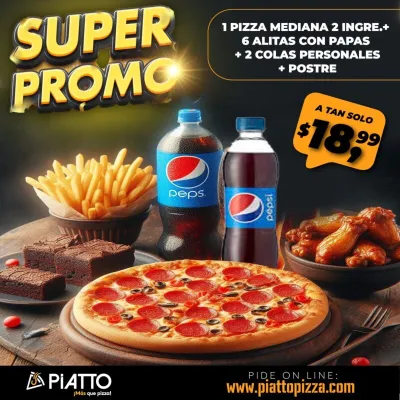 SUPER
PROMO
1 PIZZA MEDIANA 2 INGRE.+
6 ALITAS CON PAPAS
+ 2 COLAS PERSONALES
+ POSTRE
A TAN SOLO
$18,99
peps.
pepsi
PIATTO
¡Más que pizza!
PIDE ON LINE:
www.piattopizza.com